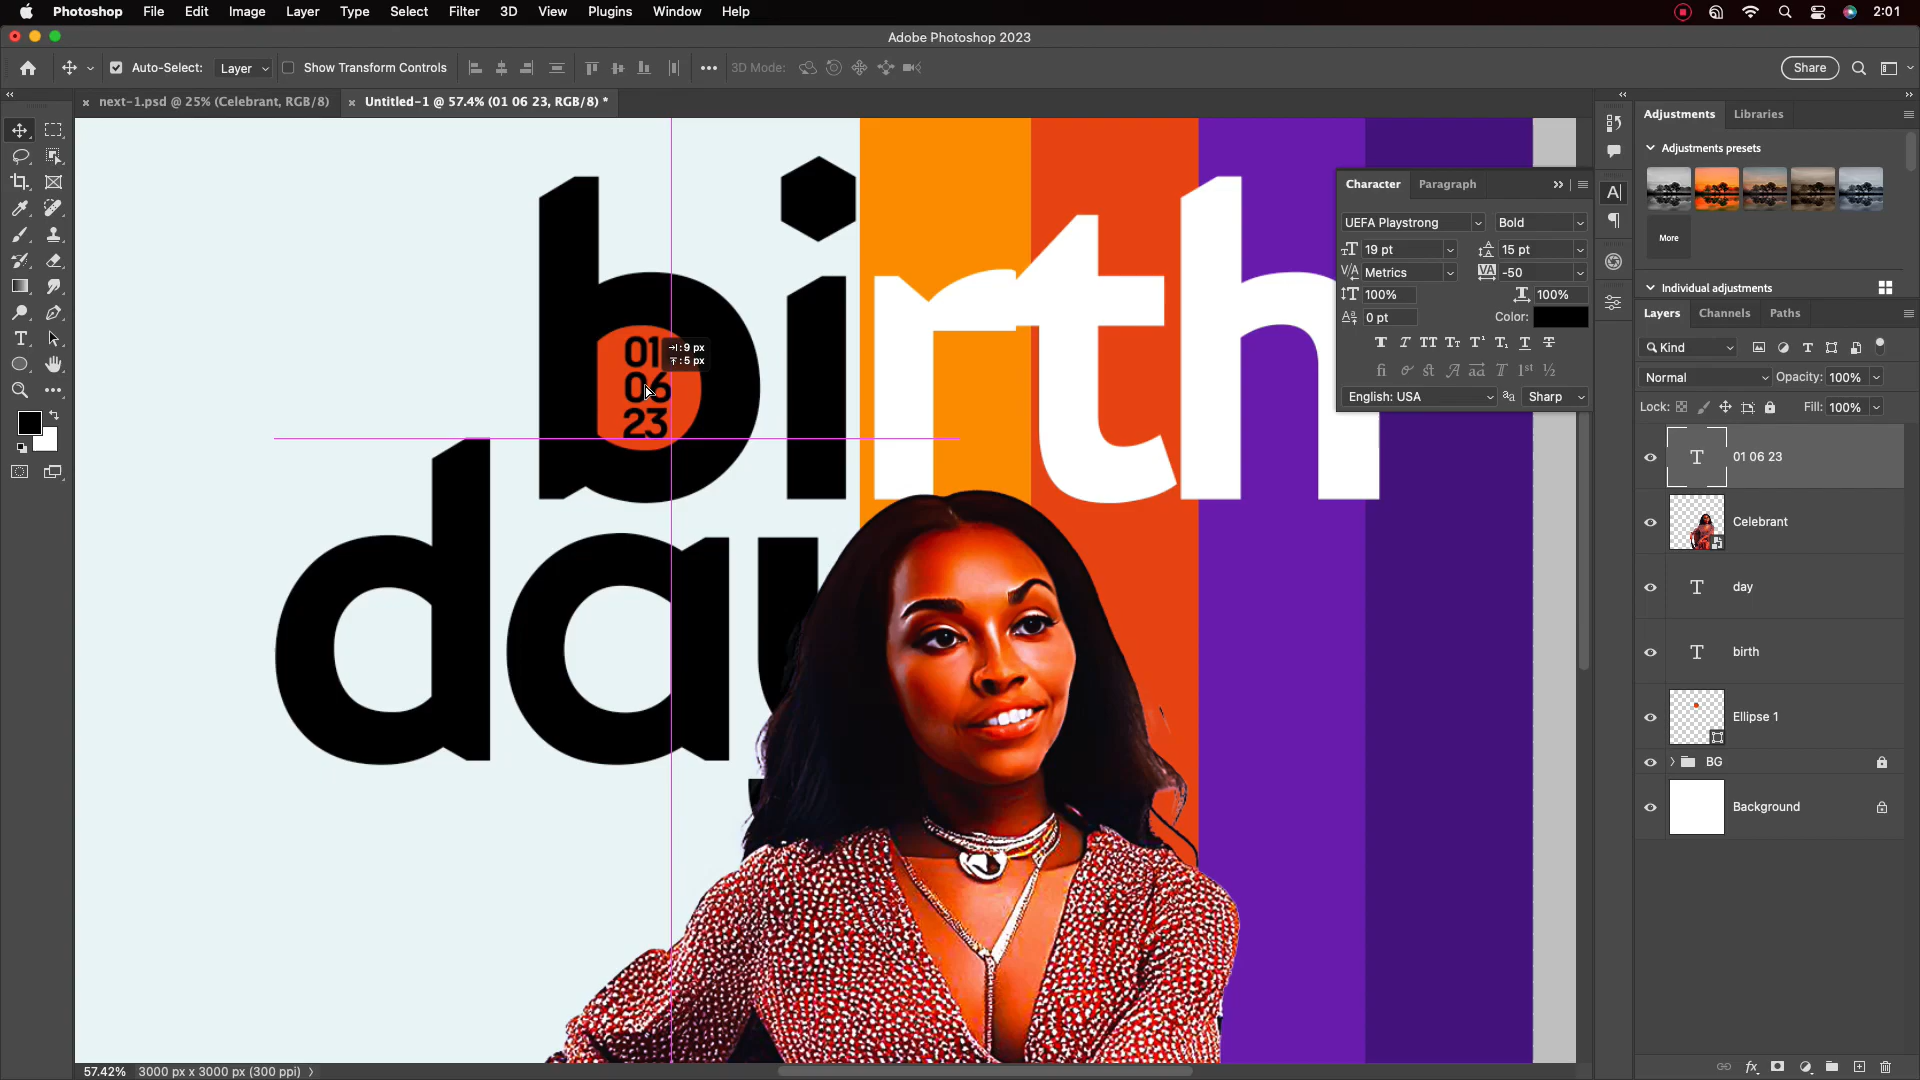 Photoshop File Edit Image Layer Type Select Filter 3D View Plugins Window Help 2:01
Adobe Photoshop 2023
Auto-Select: Layer Show Transform Controls 3D Mode: Share
next-1.psd @ 25% (Celebrant, RGB/8) Untitled-1 @ 57.4% (01 06 23, RGB/8) *
Adjustments Libraries
Adjustments presets
More
Individual adjustments
Character Paragraph
UEFA Playstrong Bold
19 pt 15 pt
Metrics -50
100% 100%
0 pt Color:
English: USA Sharp
Layers Channels Paths
Kind
Normal Opacity: 100%
Lock: Fill: 100%
01 06 23
Celebrant
day
birth
Ellipse 1
BG
Background
birth
01
06
23
:9 px
:5 px
day
57.42% 3000 px x 3000 px (300 ppi)